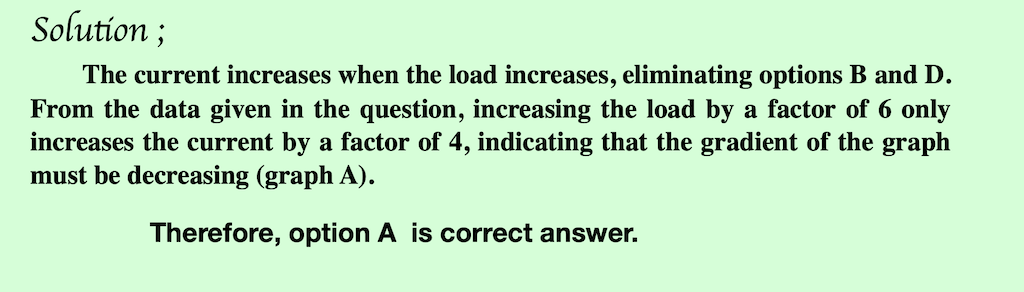 Solution ;
The current increases when the load increases, eliminating options B and D.
From the data given in the question, increasing the load by a factor of 6 only
increases the current by a factor of 4, indicating that the gradient of the graph
must be decreasing (graph A).
Therefore, option A is correct answer.